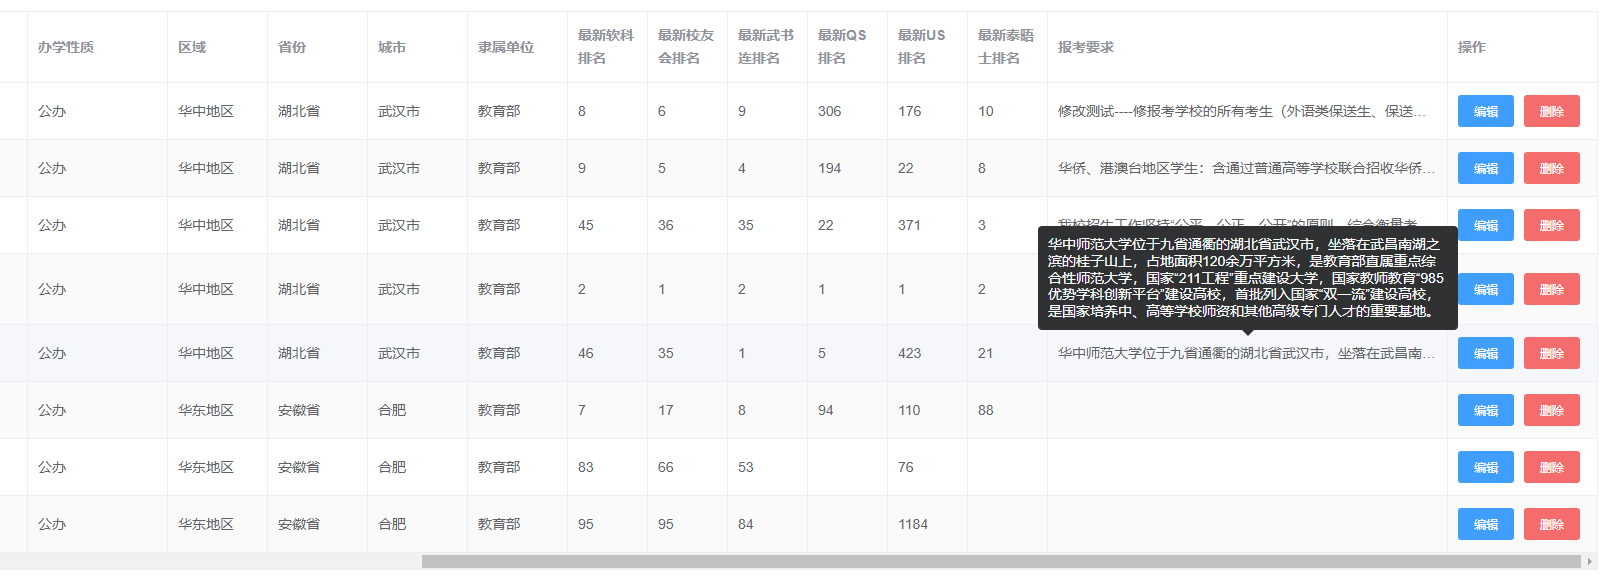 办学性质 区域 省份 城市 隶属单位 最新软科排名 最新校友会排名 最新武书连排名 最新QS排名 最新US排名 最新泰晤士排名 报考要求 操作
公办 华中地区 湖北省 武汉市 教育部 8 6 9 306 176 10 修改测试----修报考学校的所有考生（外语类保送生、保送... 编辑 删除
公办 华中地区 湖北省 武汉市 教育部 9 5 4 194 22 8 华侨、港澳台地区学生：含通过普通高等学校联合招收华侨... 编辑 删除
公办 华中地区 湖北省 武汉市 教育部 45 36 35 22 371 3 我校招生工作坚持“公平、公正、公开”的原则，综合衡量考... 编辑 删除
华中师范大学位于九省通衢的湖北省武汉市，坐落在武昌南湖之
滨的桂子山上，占地面积120余万平方米，是教育部直属重点综
合性师范大学，国家“211工程”重点建设大学，国家教师教育“985
优势学科创新平台”建设高校，首批列入国家“双一流”建设高校，
是国家培养中、高等学校师资和其他高级专门人才的重要基地。
公办 华中地区 湖北省 武汉市 教育部 2 1 2 1 1 2 编辑 删除
公办 华中地区 湖北省 武汉市 教育部 46 35 1 5 423 21 华中师范大学位于九省通衢的湖北省武汉市，坐落在武昌南... 编辑 删除
公办 华东地区 安徽省 合肥 教育部 7 17 8 94 110 88 编辑 删除
公办 华东地区 安徽省 合肥 教育部 83 66 53 76 编辑 删除
公办 华东地区 安徽省 合肥 教育部 95 95 84 1184 编辑 删除